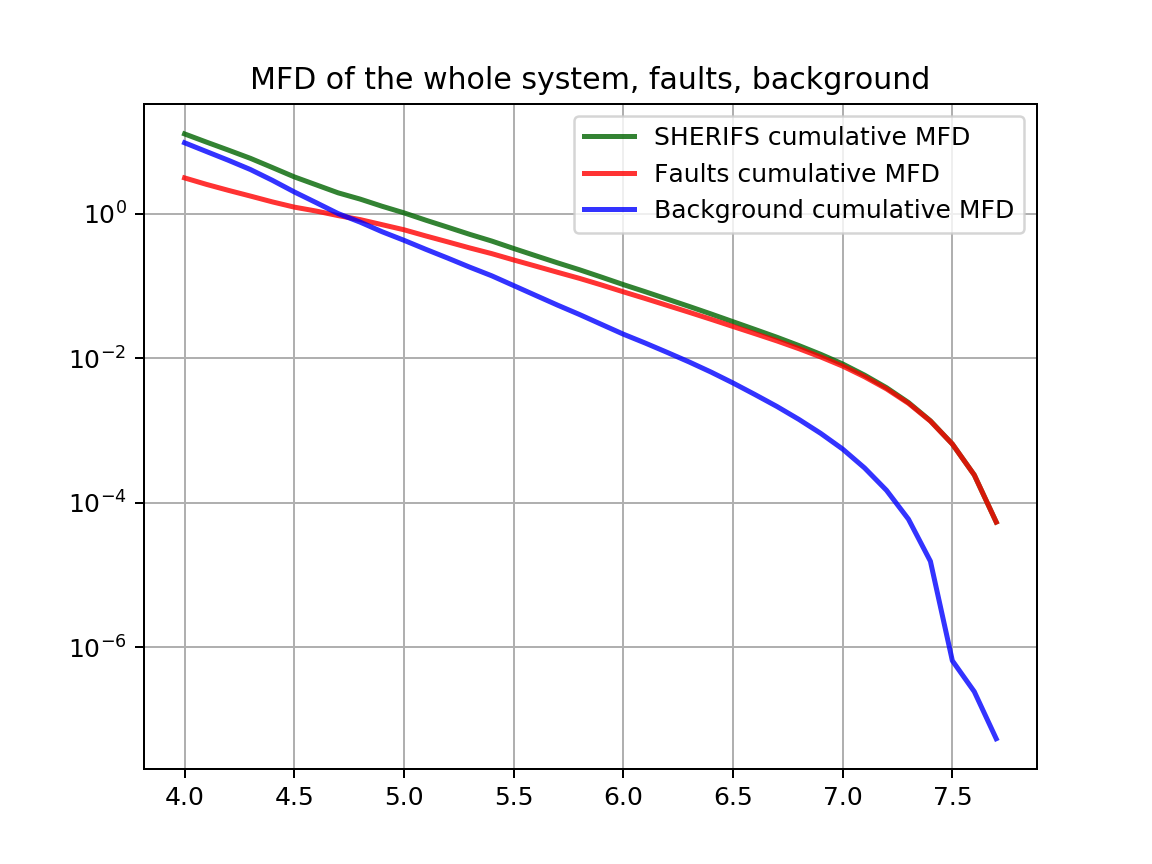 MFD of the whole system, faults, background
SHERIFS cumulative MFD
Faults cumulative MFD
Background cumulative MFD
10⁰
10⁻²
10⁻⁴
10⁻⁶
4.0 4.5 5.0 5.5 6.0 6.5 7.0 7.5